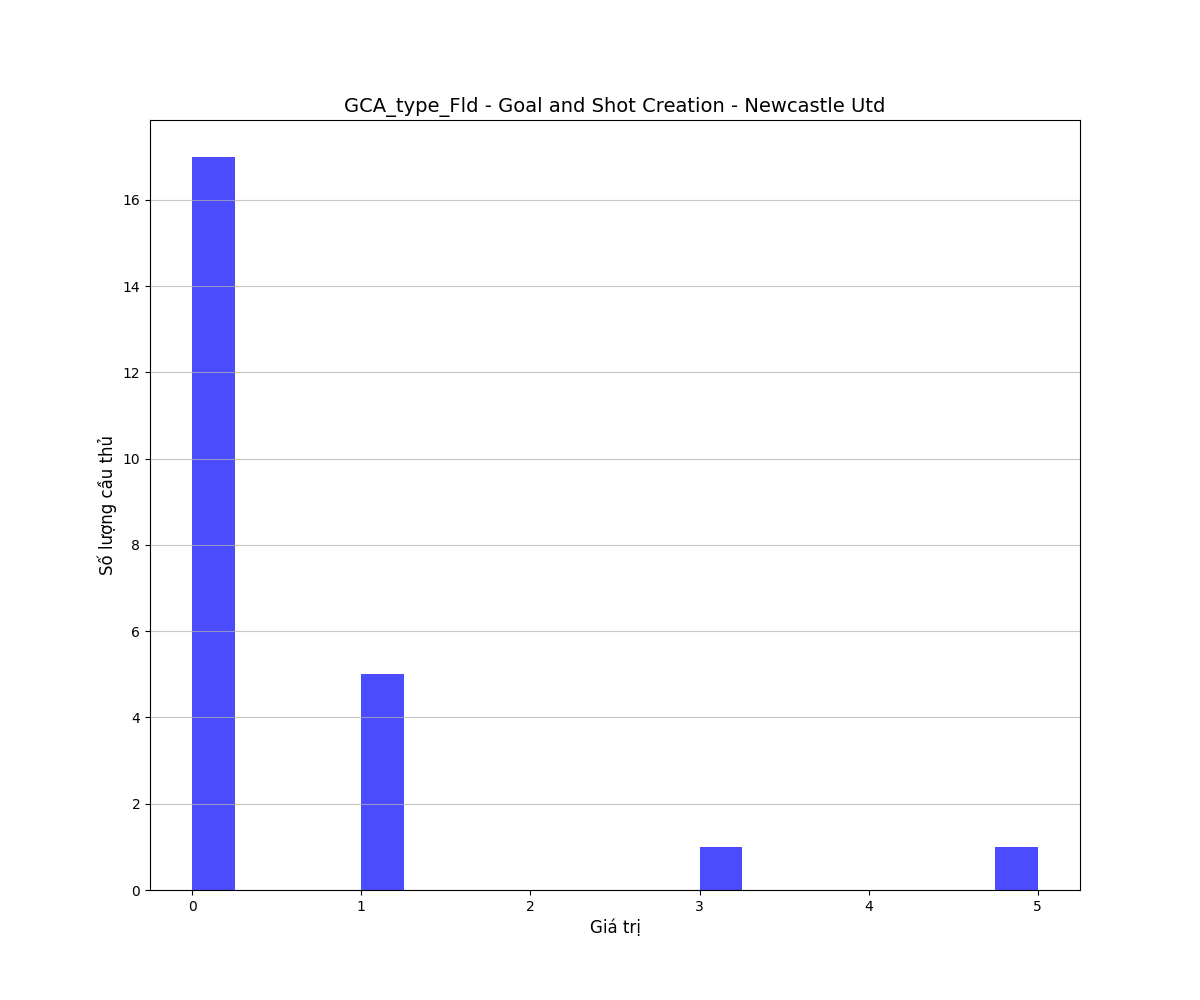 GCA_type_Fld - Goal and Shot Creation - Newcastle Utd
Số lượng cầu thủ
16
14
12
10
8
6
4
2
0
0 1 2 3 4 5
Giá trị